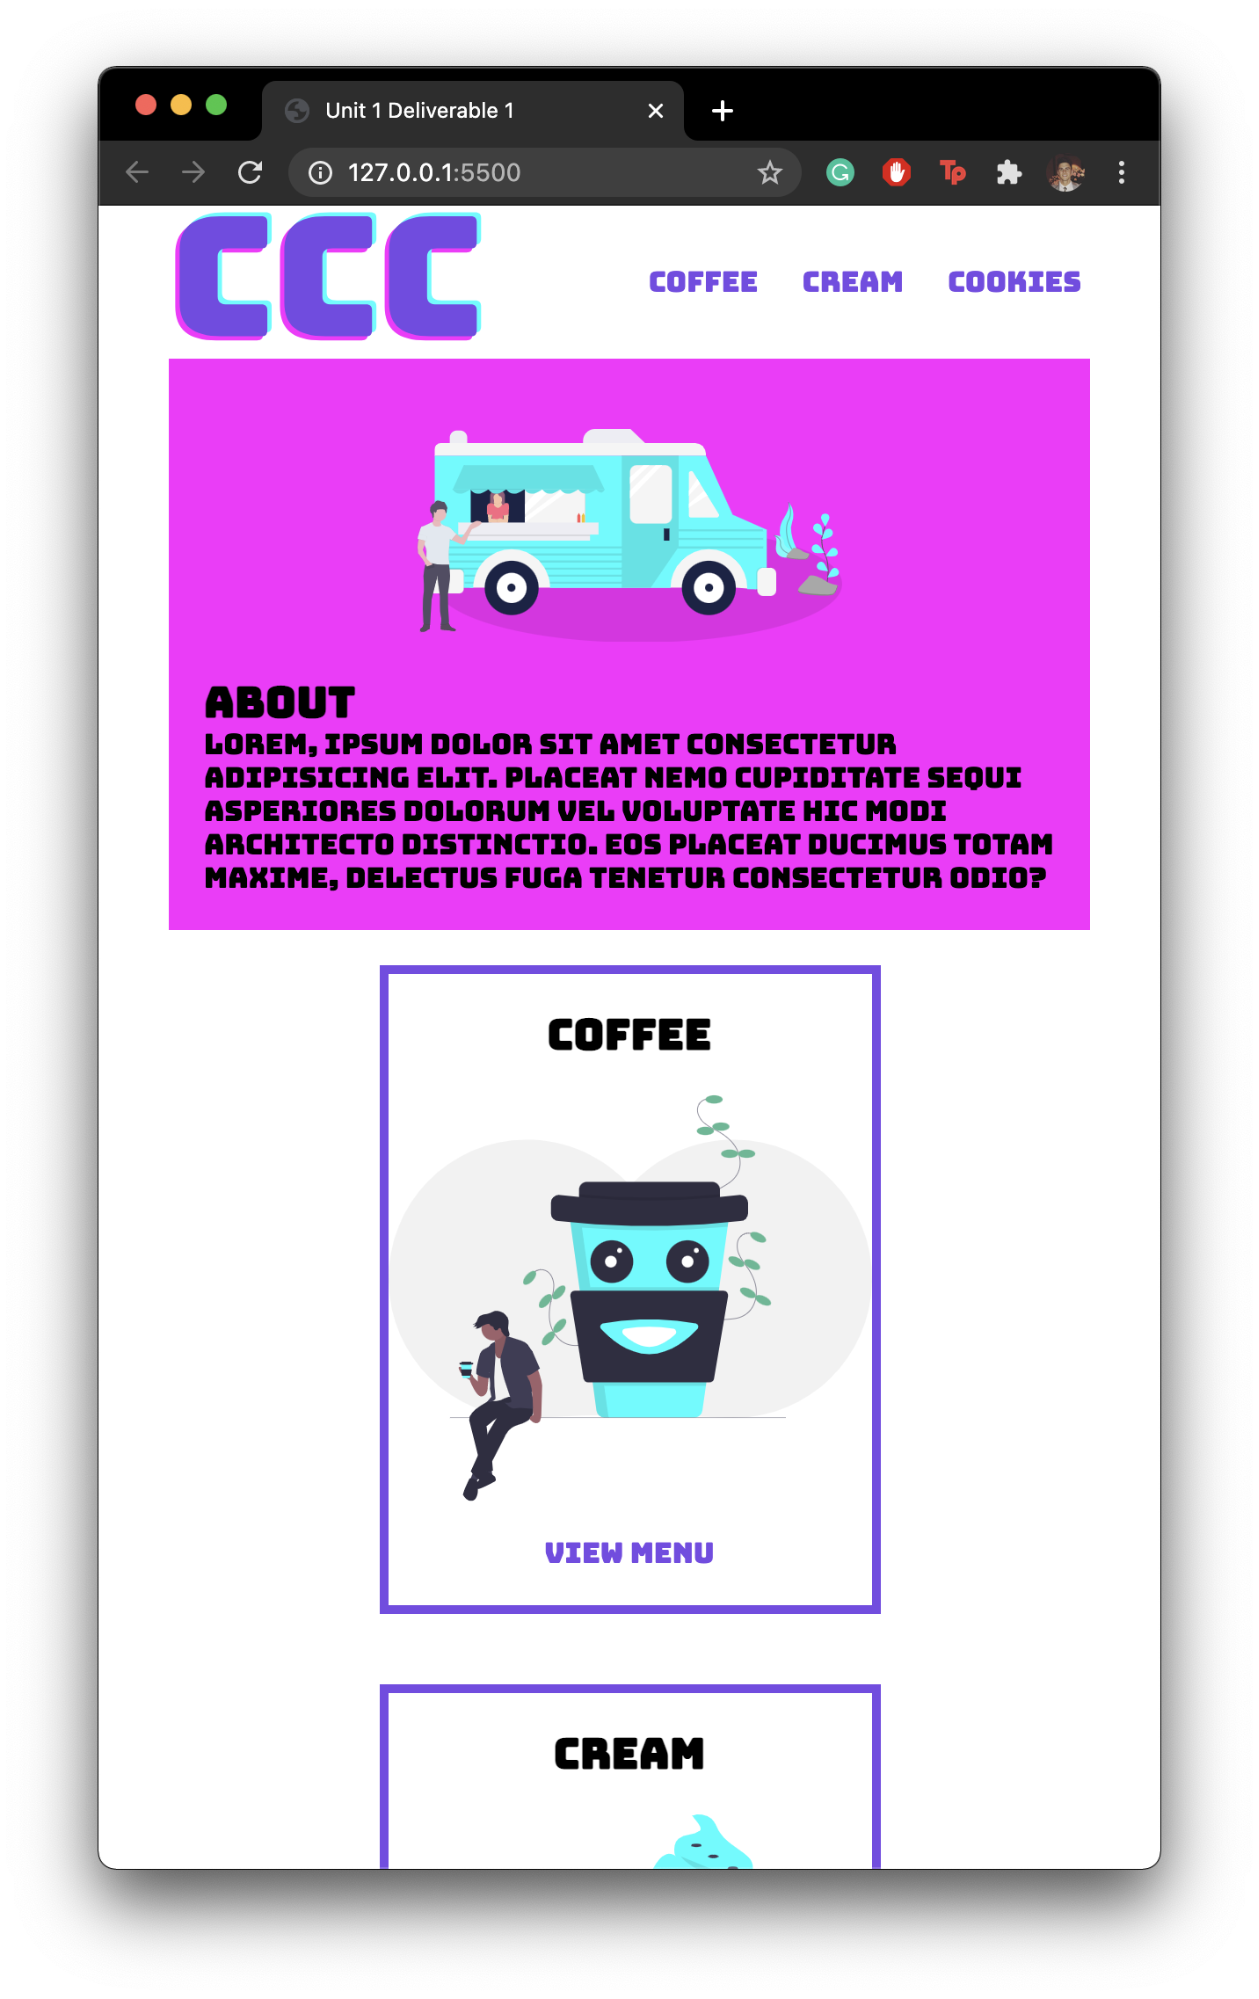 Unit 1 Deliverable 1
127.0.0.1:5500
Tp
CCC
COFFEE CREAM COOKIES
ABOUT
LOREM, IPSUM DOLOR SIT AMET CONSECTETUR
ADIPISICING ELIT. PLACEAT NEMO CUPIDITATE SEQUI
ASPERIORES DOLORUM VEL VOLUPTATE HIC MODI
ARCHITECTO DISTINCTIO. EOS PLACEAT DUCIMUS TOTAM
MAXIME, DELECTUS FUGA TENETUR CONSECTETUR ODIO?
COFFEE
VIEW MENU
CREAM